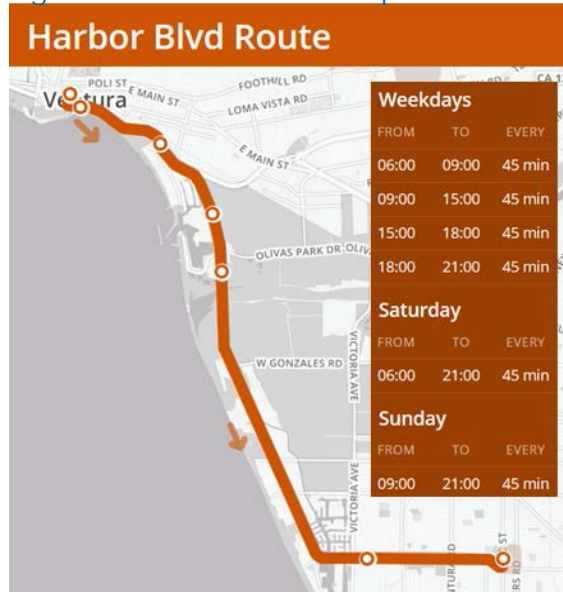 Harbor Blvd Route
POLI ST
FOOTHILL RD
Ventura
E MAIN ST
LOMA VISTA RD
E MAIN ST
OLIVAS PARK DR
W GONZALES RD
VICTORIA AVE
VICTORIA AVE
Weekdays
FROM TO EVERY
06:00 09:00 45 min
09:00 15:00 45 min
15:00 18:00 45 min
18:00 21:00 45 min
Saturday
FROM TO EVERY
06:00 21:00 45 min
Sunday
FROM TO EVERY
09:00 21:00 45 min